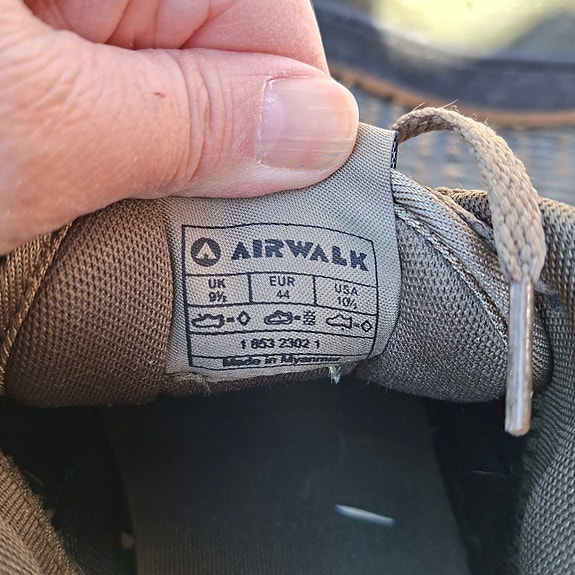 AIRWALK
UK EUR USA
9½ 44 10½
1 853 2302 1
Made in Myanmar